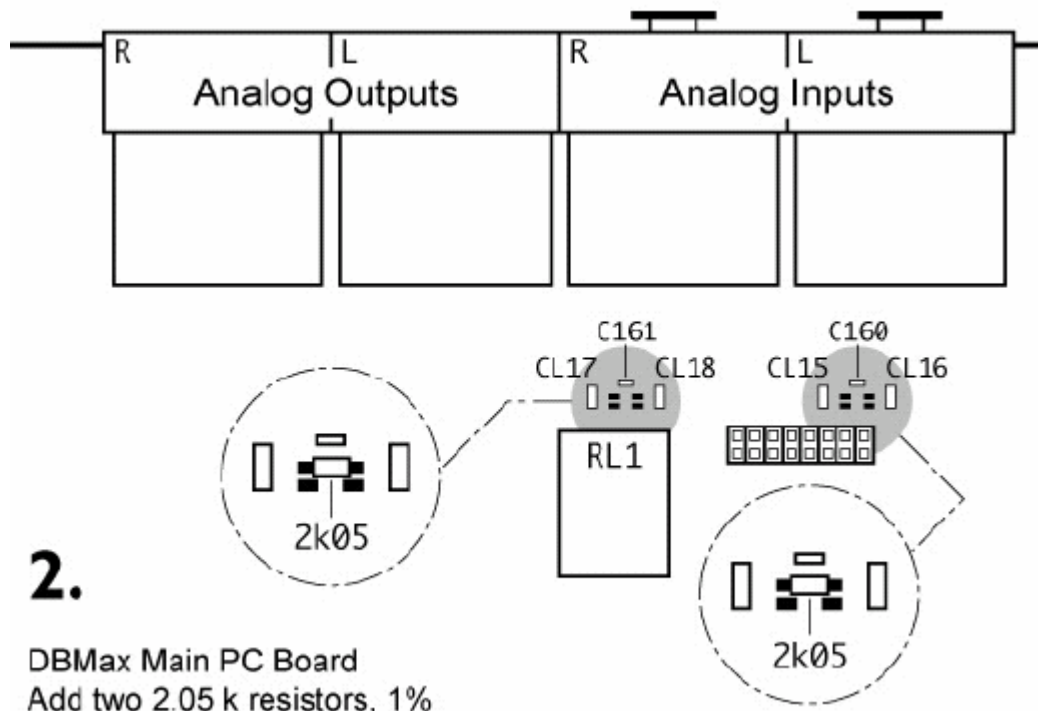 R L R L
Analog Outputs Analog Inputs
C161 C160
CL17 CL18 CL15 CL16
RL1
2k05
2k05
2.
DBMax Main PC Board
Add two 2.05 k resistors, 1%